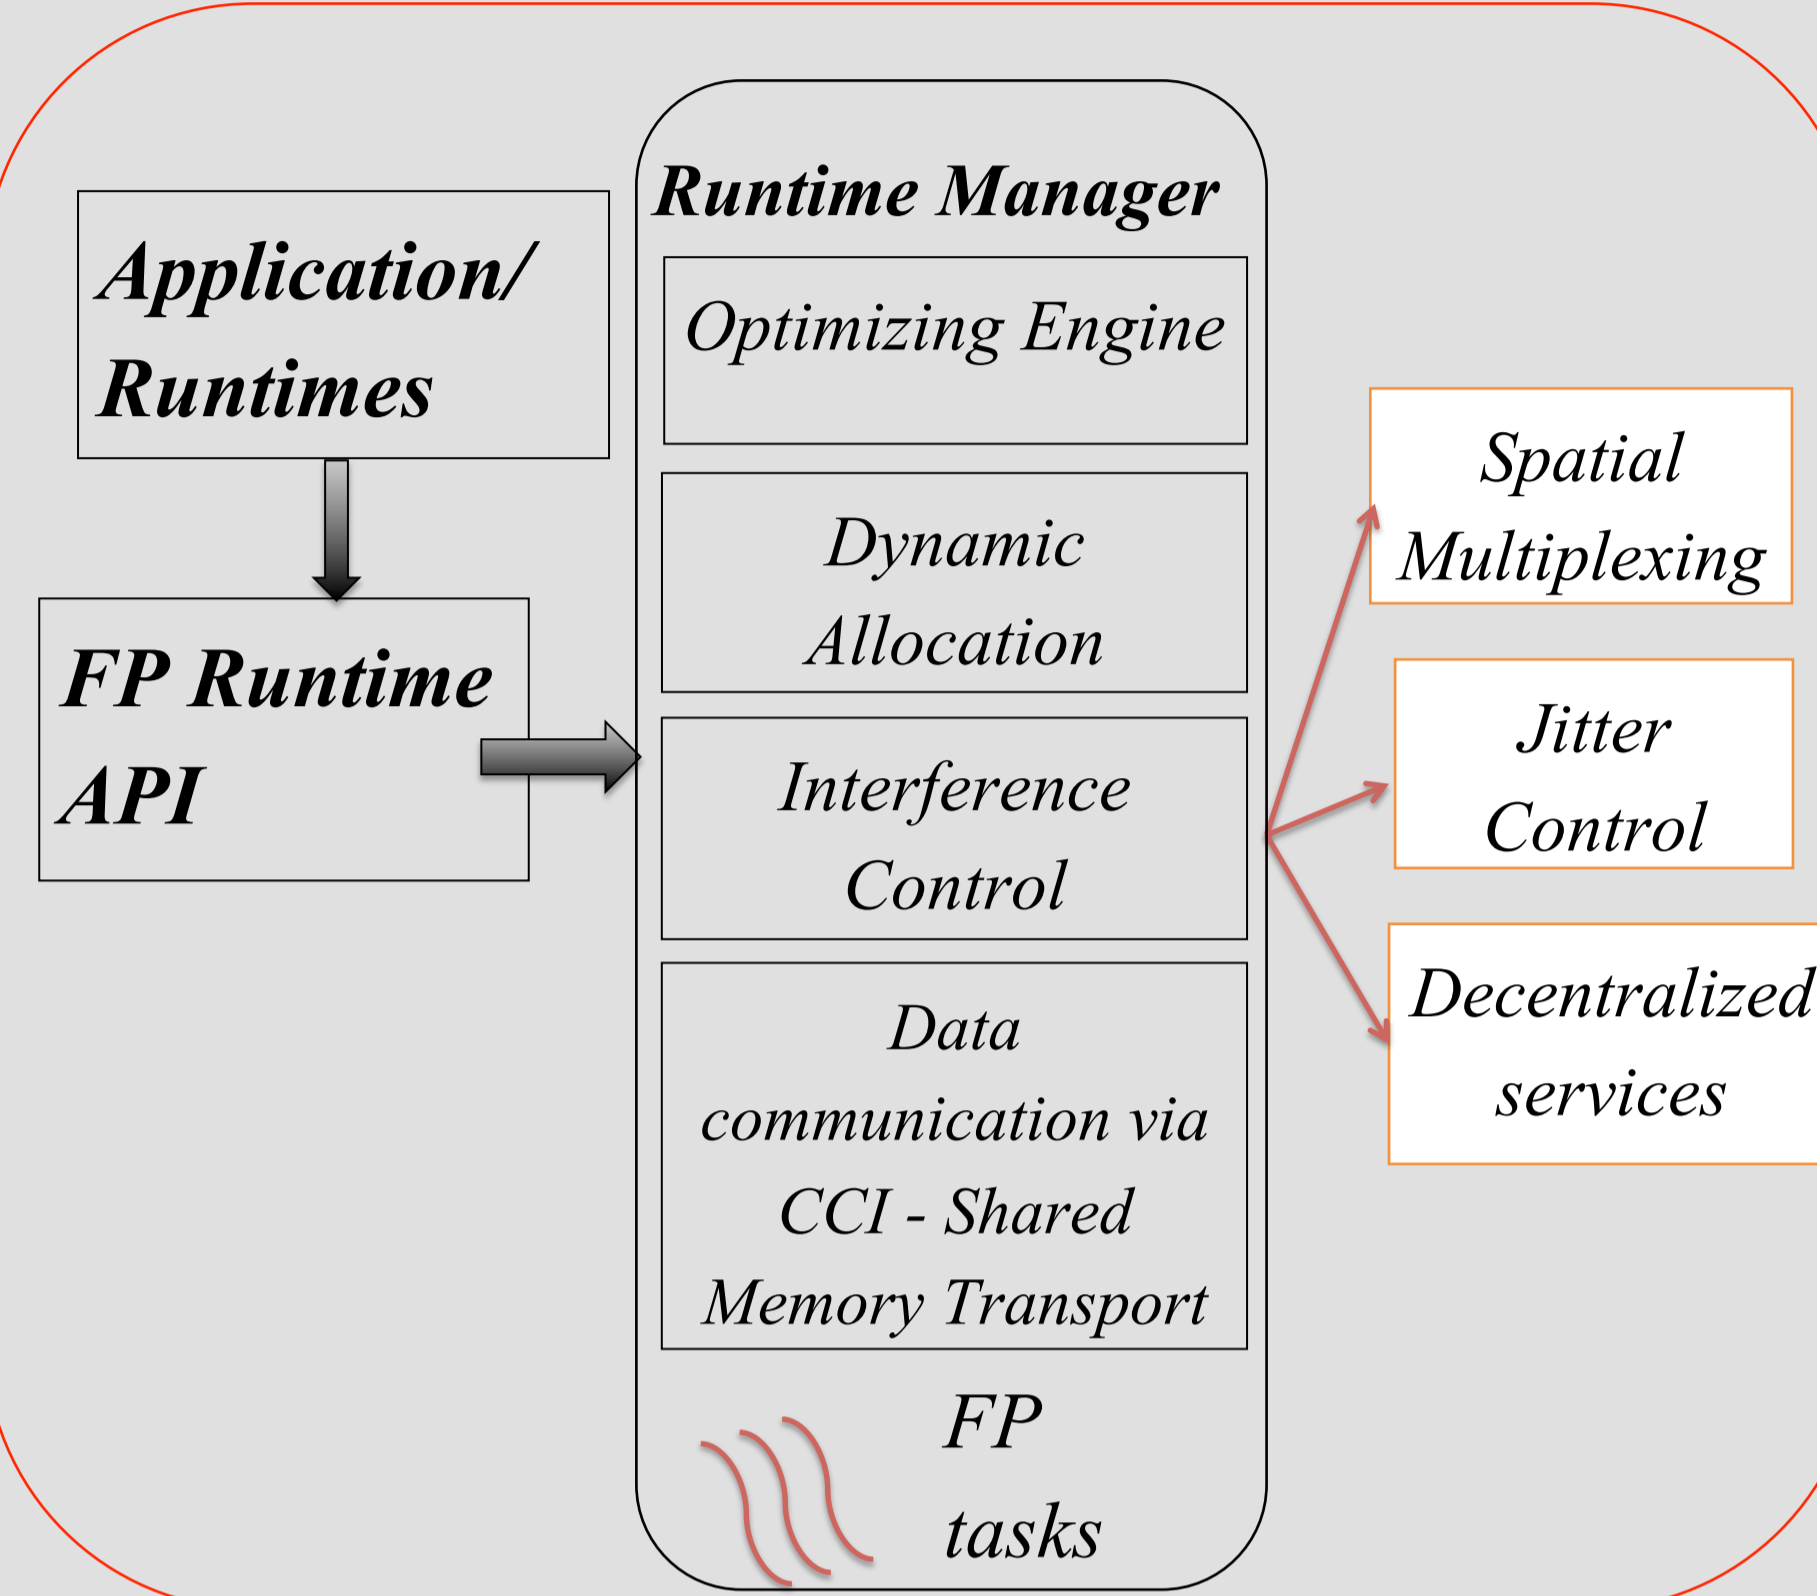 Application/
Runtimes
FP Runtime
API
Runtime Manager
Optimizing Engine
Dynamic
Allocation
Interference
Control
Data
communication via
CCI - Shared
Memory Transport
FP
tasks
Spatial
Multiplexing
Jitter
Control
Decentralized
services